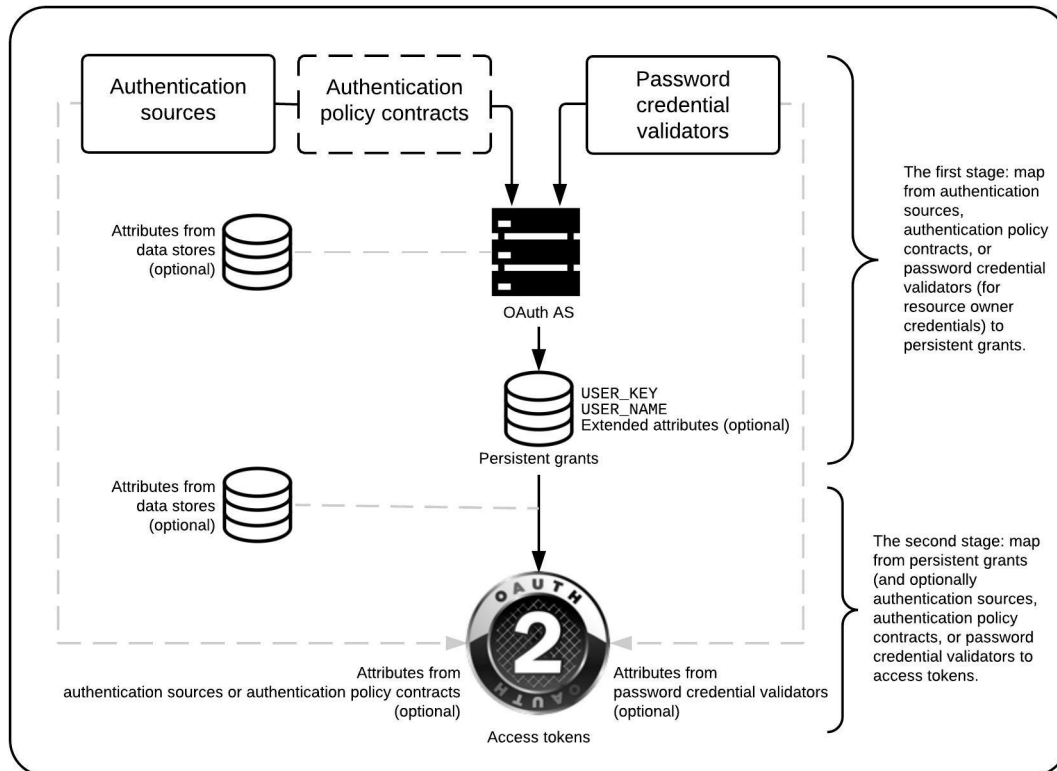 Authentication
sources
Authentication
policy contracts
Password
credential
validators
The first stage: map
from authentication
sources,
authentication policy
contracts, or
password credential
validators (for
resource owner
credentials) to
persistent grants.
Attributes from
data stores
(optional)
OAuth AS
USER_KEY
USER_NAME
Extended attributes (optional)
Persistent grants
Attributes from
data stores
(optional)
The second stage: map
from persistent grants
(and optionally
authentication sources,
authentication policy
contracts, or password
credential validators to
access tokens.
OAUTH
2
OAUTH
Attributes from
authentication sources or authentication policy contracts
(optional)
Attributes from
password credential validators
(optional)
Access tokens